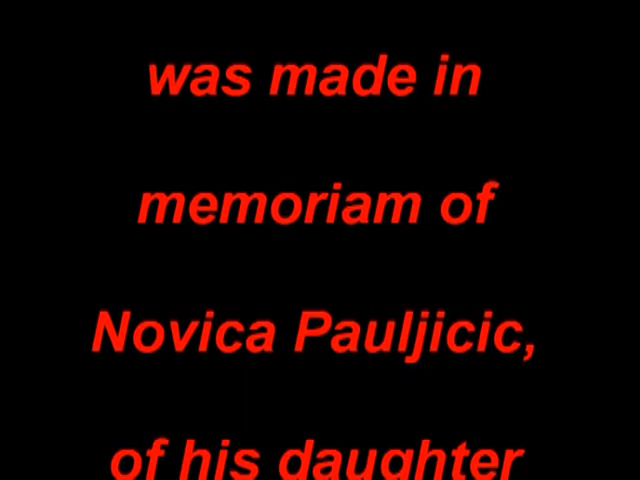 was made in
memoriam of
Novica Pauljicic,
of his daughter